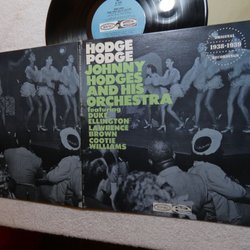 HODGE
PODGE
JOHNNY
HODGES
AND HIS
ORCHESTRA
featuring
DUKE
ELLINGTON
LAWRENCE
BROWN
COOTIE
WILLIAMS
ORIGINAL
1938-1939
RECORDINGS